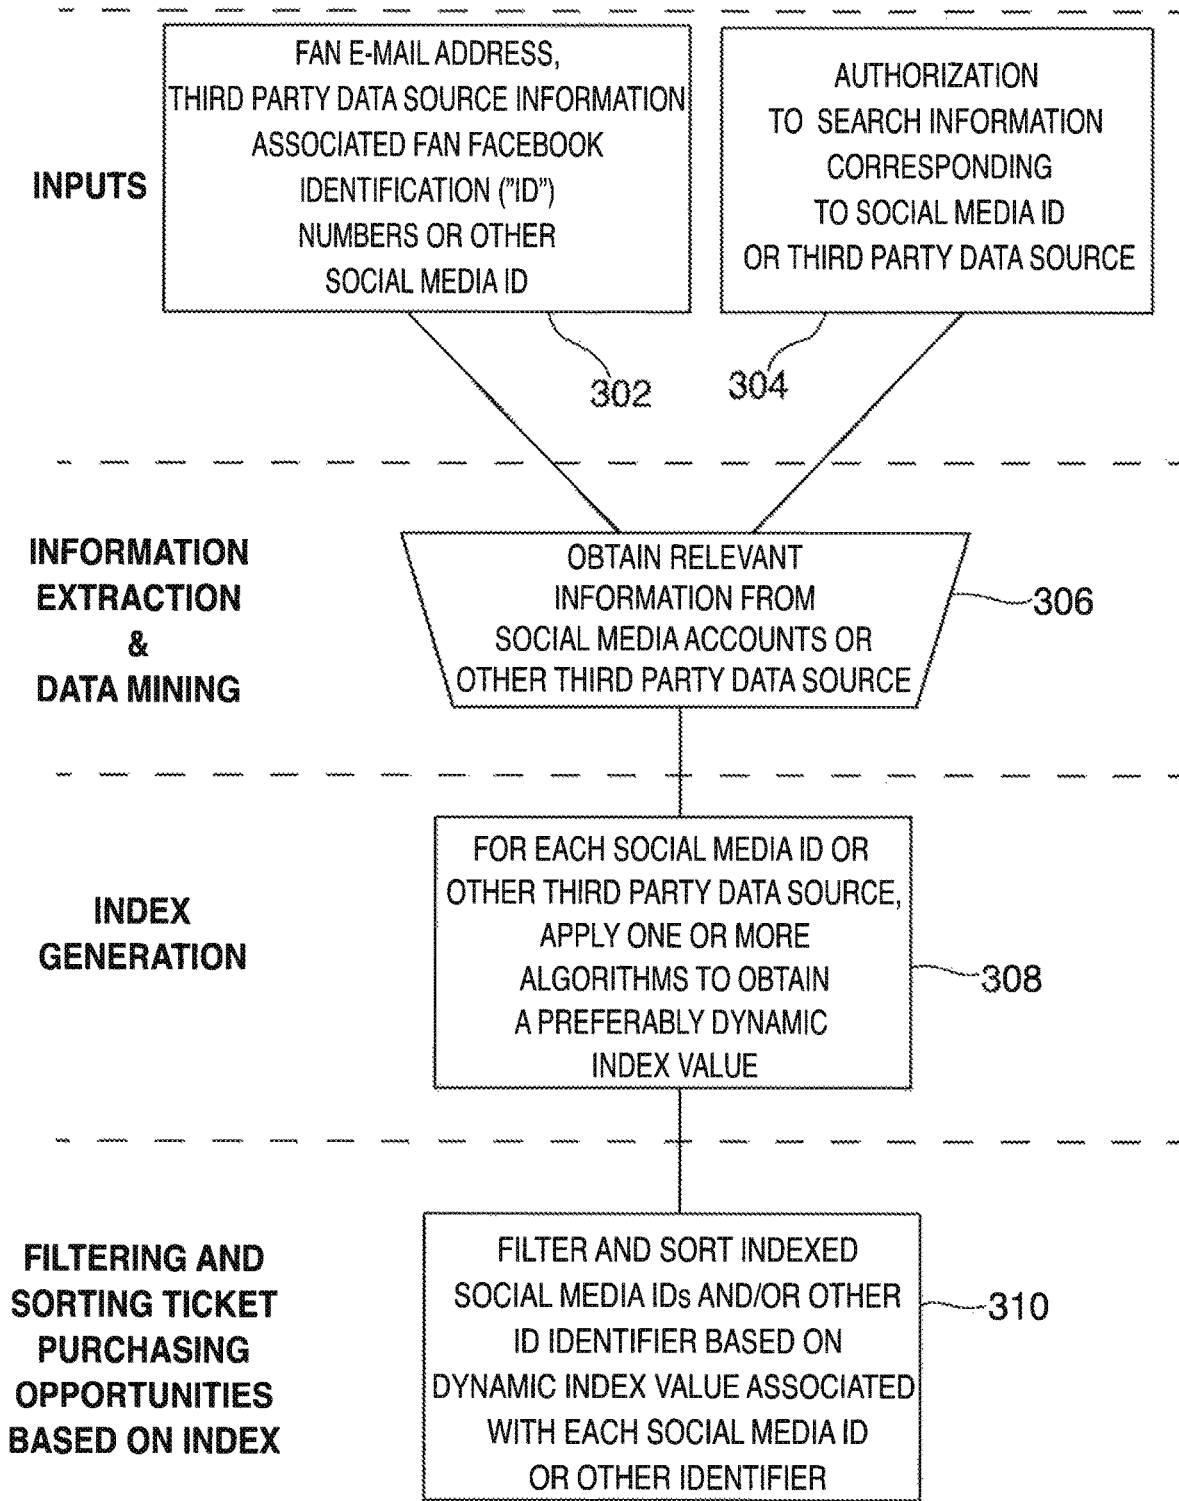 INPUTS
FAN E-MAIL ADDRESS,
THIRD PARTY DATA SOURCE INFORMATION
ASSOCIATED FAN FACEBOOK
IDENTIFICATION ("ID")
NUMBERS OR OTHER
SOCIAL MEDIA ID
302
AUTHORIZATION
TO SEARCH INFORMATION
CORRESPONDING
TO SOCIAL MEDIA ID
OR THIRD PARTY DATA SOURCE
304
INFORMATION
EXTRACTION
&
DATA MINING
OBTAIN RELEVANT
INFORMATION FROM
SOCIAL MEDIA ACCOUNTS OR
OTHER THIRD PARTY DATA SOURCE
306
INDEX
GENERATION
FOR EACH SOCIAL MEDIA ID OR
OTHER THIRD PARTY DATA SOURCE,
APPLY ONE OR MORE
ALGORITHMS TO OBTAIN
A PREFERABLY DYNAMIC
INDEX VALUE
308
FILTERING AND
SORTING TICKET
PURCHASING
OPPORTUNITIES
BASED ON INDEX
FILTER AND SORT INDEXED
SOCIAL MEDIA IDs AND/OR OTHER
ID IDENTIFIER BASED ON
DYNAMIC INDEX VALUE ASSOCIATED
WITH EACH SOCIAL MEDIA ID
OR OTHER IDENTIFIER
310